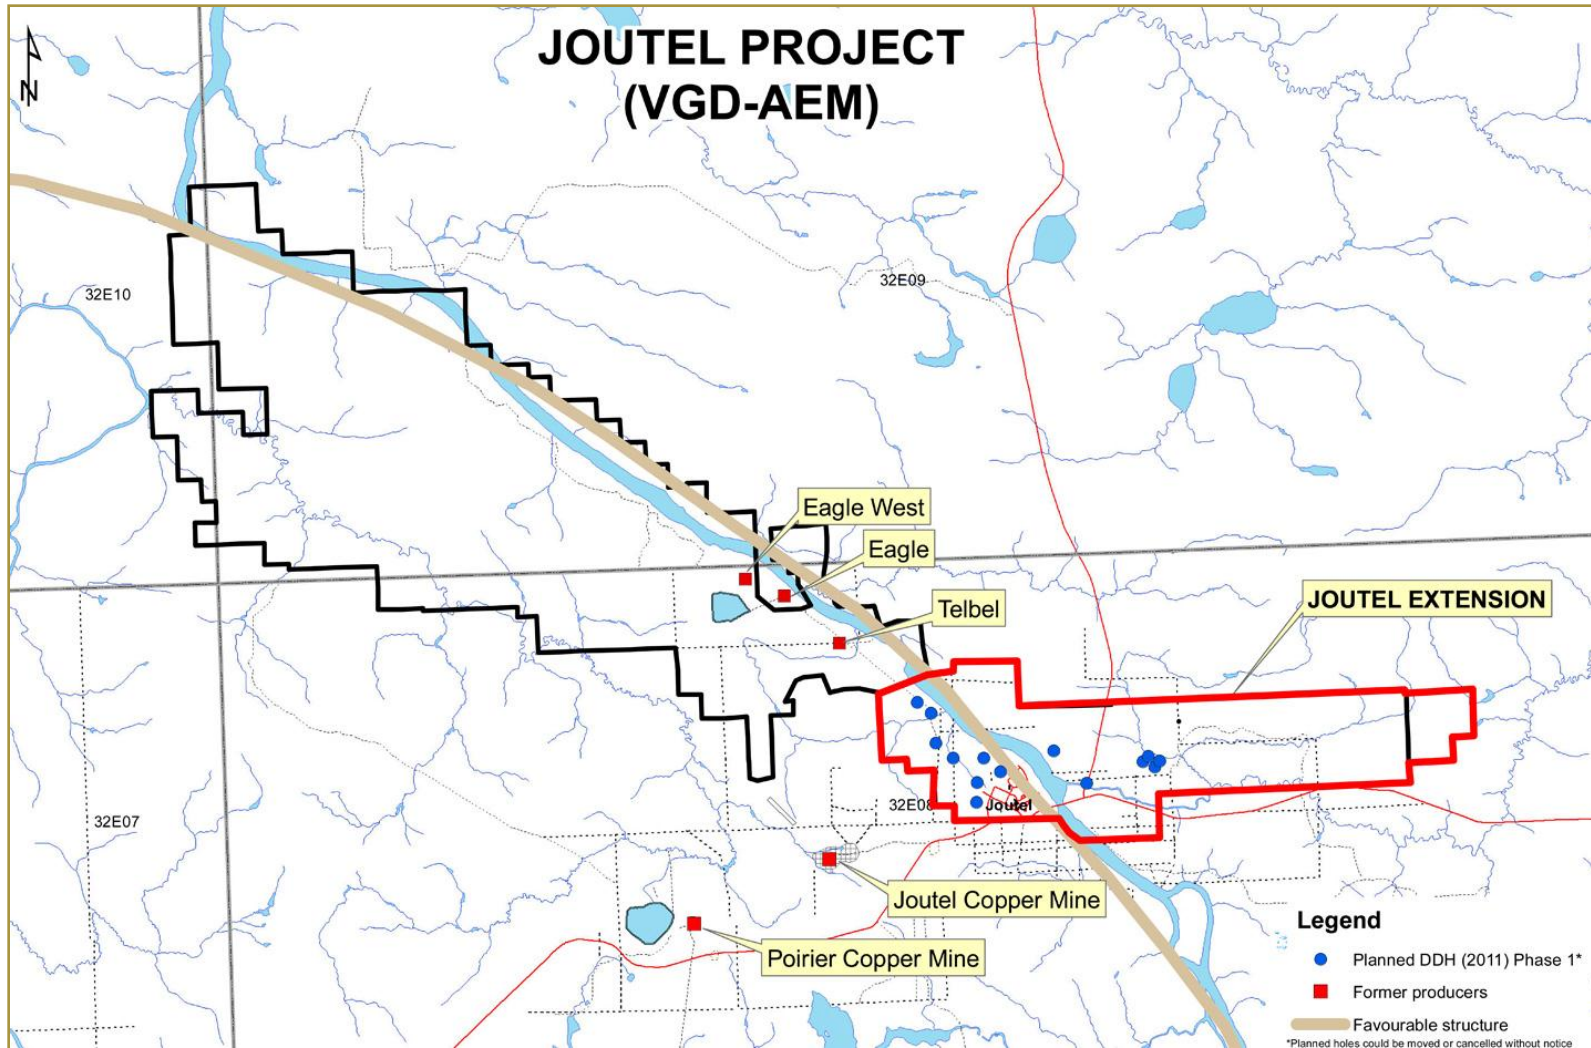 JOUTEL PROJECT
(VGD-AEM)
N
32E10
32E09
Eagle West
Eagle
Telbel
JOUTEL EXTENSION
32E07
32E08
Joutel
Joutel Copper Mine
Poirier Copper Mine
Legend
Planned DDH (2011) Phase 1*
Former producers
Favourable structure
*Planned holes could be moved or cancelled without notice